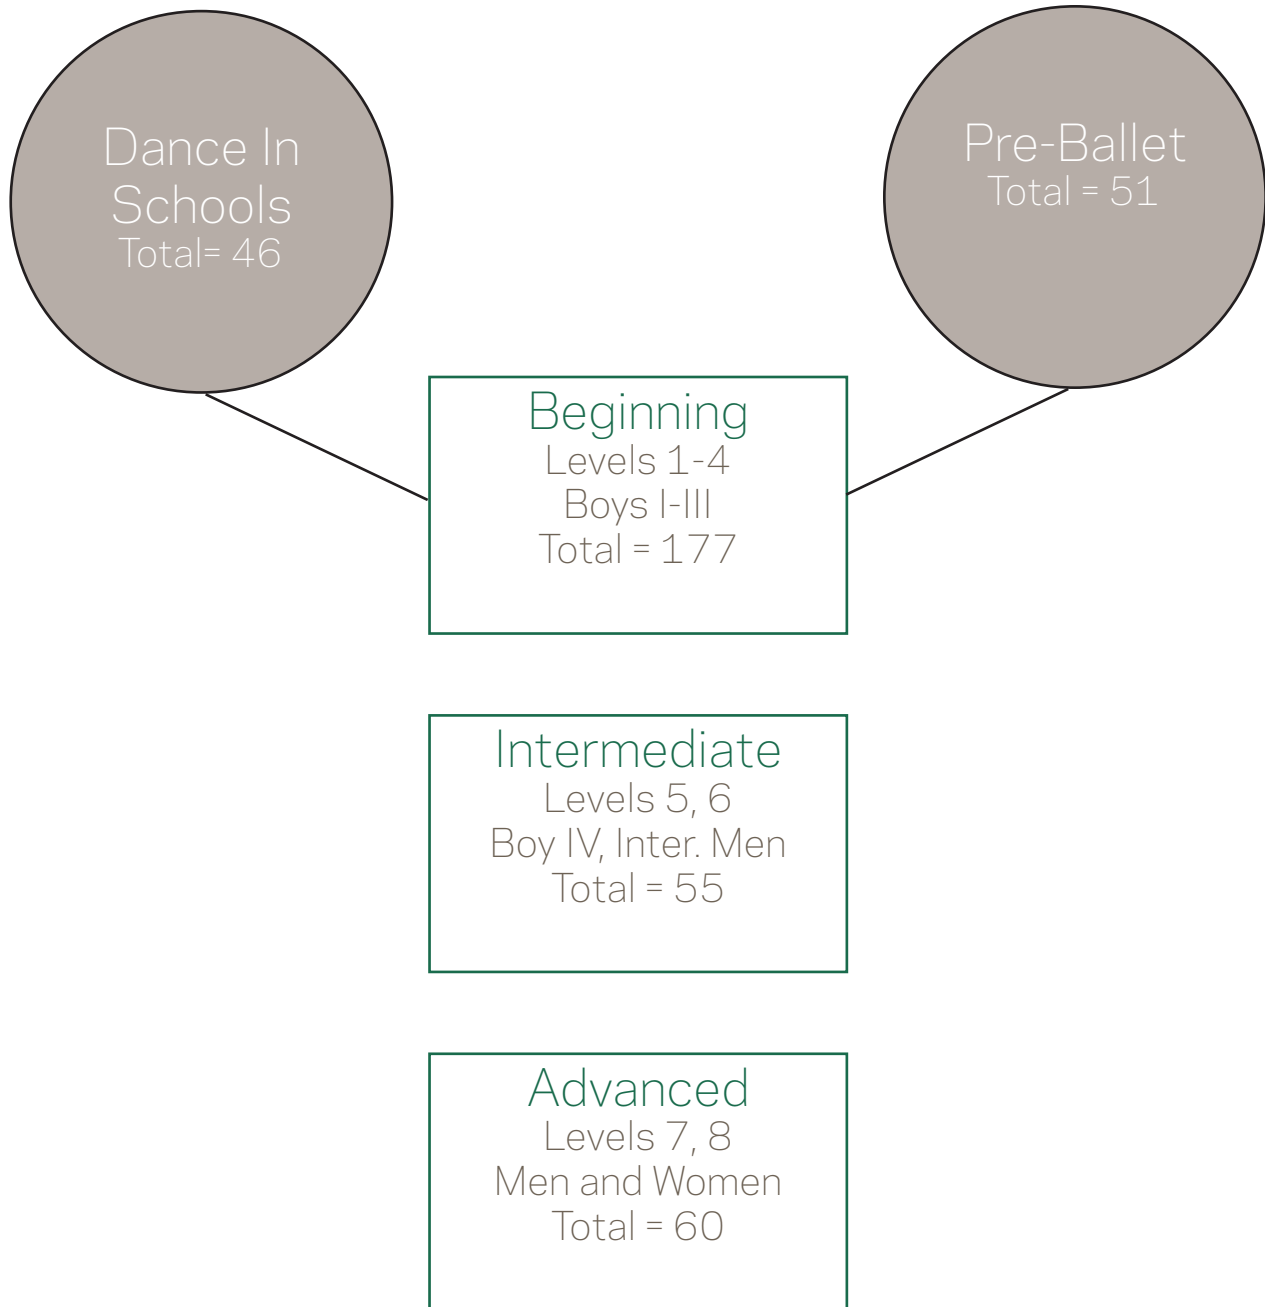 Dance In
Schools
Total= 46
Pre-Ballet
Total = 51
Beginning
Levels 1-4
Boys I-III
Total = 177
Intermediate
Levels 5, 6
Boy IV, Inter. Men
Total = 55
Advanced
Levels 7, 8
Men and Women
Total = 60